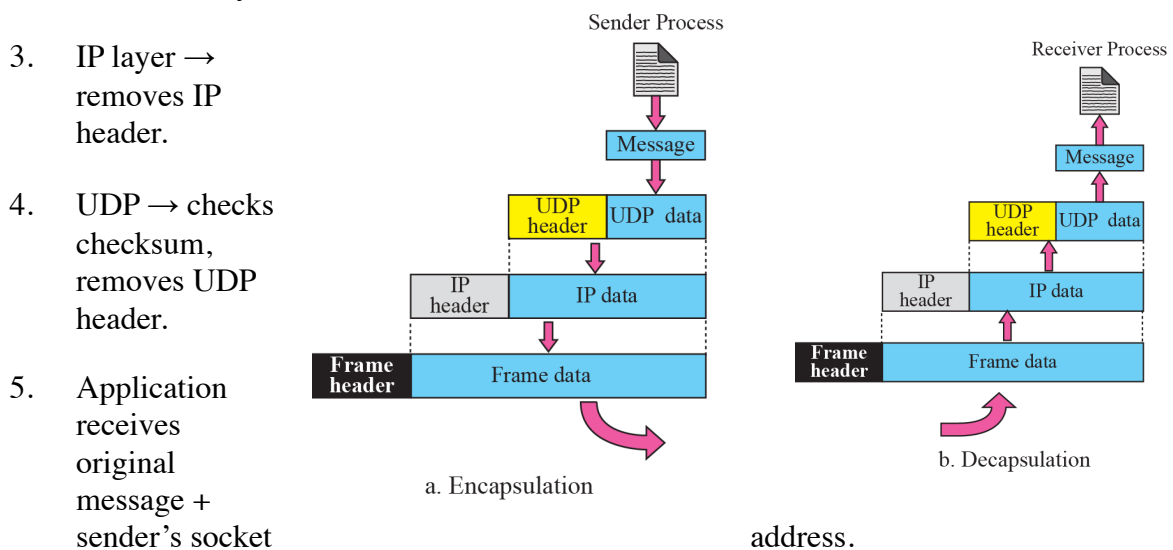 3. IP layer →
removes IP
header.
4. UDP → checks
checksum,
removes UDP
header.
5. Application
receives
original
message +
sender's socket address.
Sender Process
Message
UDP
header
UDP data
IP
header
IP data
Frame
header
Frame data
a. Encapsulation
Receiver Process
Message
UDP
header
UDP data
IP
header
IP data
Frame
header
Frame data
b. Decapsulation